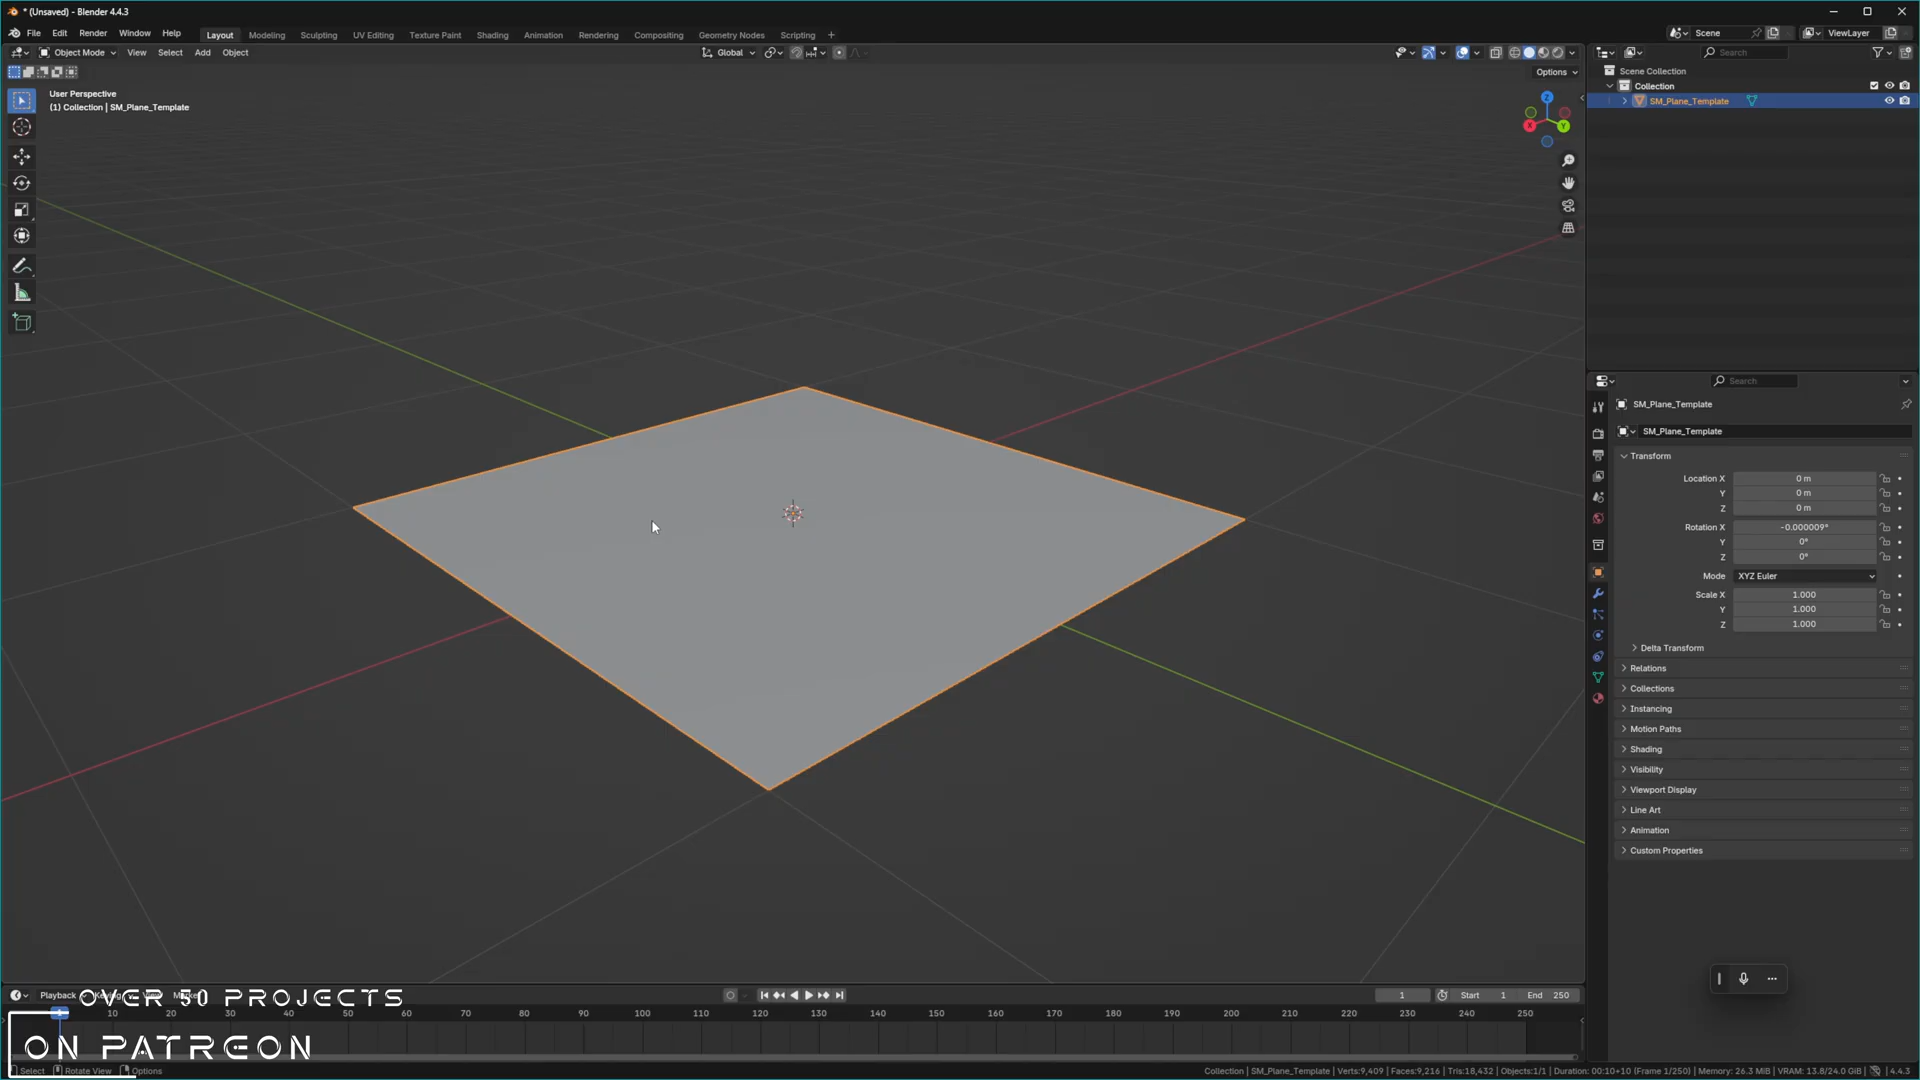 * (Unsaved) - Blender 4.4.3
File Edit Render Window Help
Layout Modeling Sculpting UV Editing Texture Paint Shading Animation Rendering Compositing Geometry Nodes Scripting +
Scene
ViewLayer
Object Mode View Select Add Object
Global
Search
Options
User Perspective
(1) Collection | SM_Plane_Template
Z
X
Y
Scene Collection
Collection
SM_Plane_Template
Search
SM_Plane_Template
SM_Plane_Template
Transform
Location X 0 m
Y 0 m
Z 0 m
Rotation X -0.000009°
Y 0°
Z 0°
Mode XYZ Euler
Scale X 1.000
Y 1.000
Z 1.000
Delta Transform
Relations
Collections
Instancing
Motion Paths
Shading
Visibility
Viewport Display
Line Art
Animation
Custom Properties
Playback
OVER 50 PROJECTS
1 Start 1 End 250
1 10 20 30 40 50 60 70 80 90 100 110 120 130 140 150 160 170 180 190 200 210 220 230 240 250
ON PATREON
Select Rotate View Options
Collection | SM_Plane_Template | Verts:9,409 | Faces:9,216 | Tris:18,432 | Objects:1/1 | Duration: 00:10+10 (Frame 1/250) | Memory: 26.3 MiB | VRAM: 13.8/24.0 GiB | 4.4.3